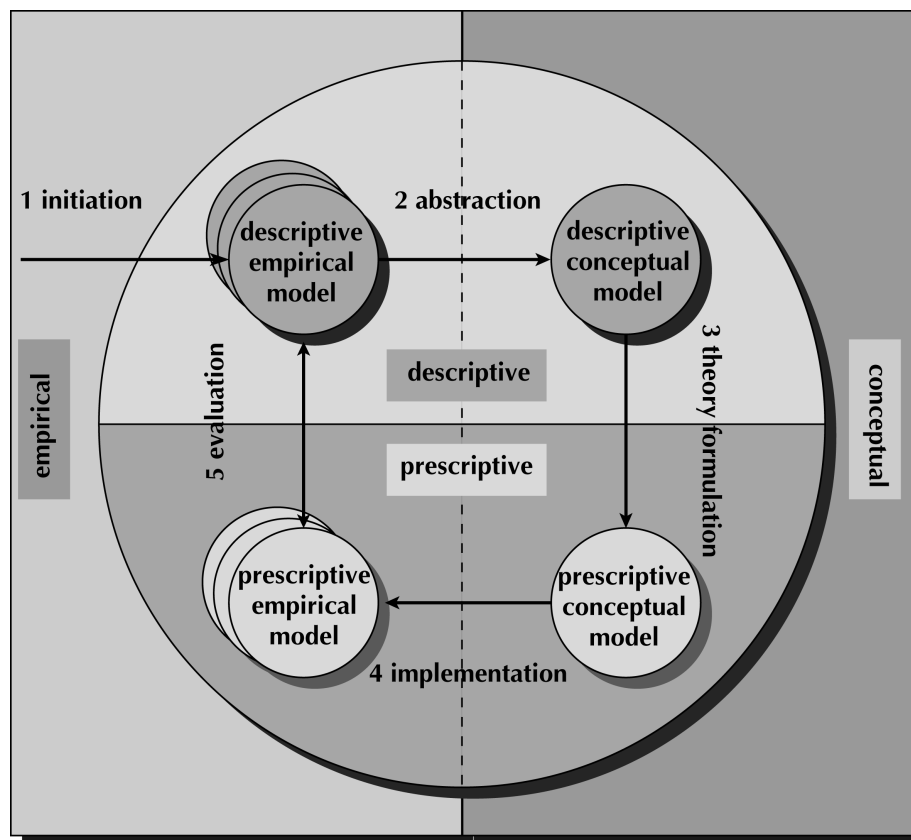 1 initiation
2 abstraction
descriptive
empirical
model
descriptive
conceptual
model
3 theory formulation
descriptive
empirical
5 evaluation
conceptual
prescriptive
prescriptive
empirical
model
prescriptive
conceptual
model
4 implementation